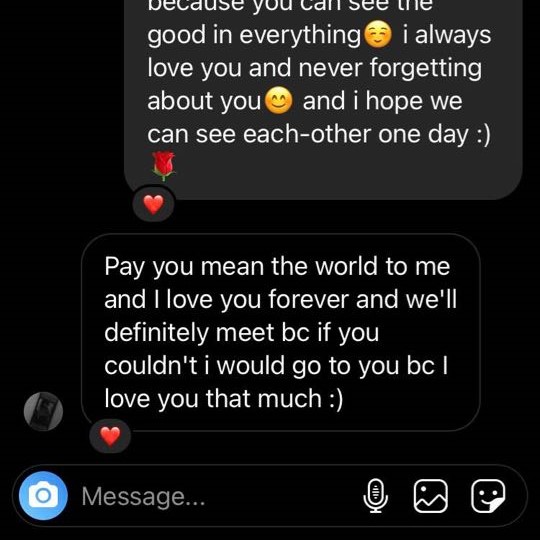 because you can see the
good in everything☺️ i always
love you and never forgetting
about you😊 and i hope we
can see each-other one day :)
🌹
❤️
Pay you mean the world to me
and I love you forever and we'll
definitely meet bc if you
couldn't i would go to you bc I
love you that much :)
❤️
Message...